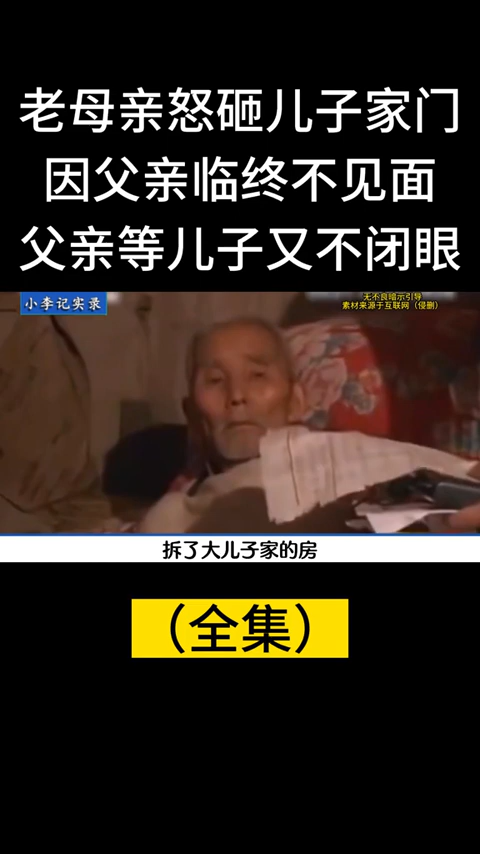 老母亲怒砸儿子家门
因父亲临终不见面
父亲等儿子又不闭眼
小李记实录
无不良暗示引导
素材来源于互联网（侵删）
拆了大儿子家的房
（全集）